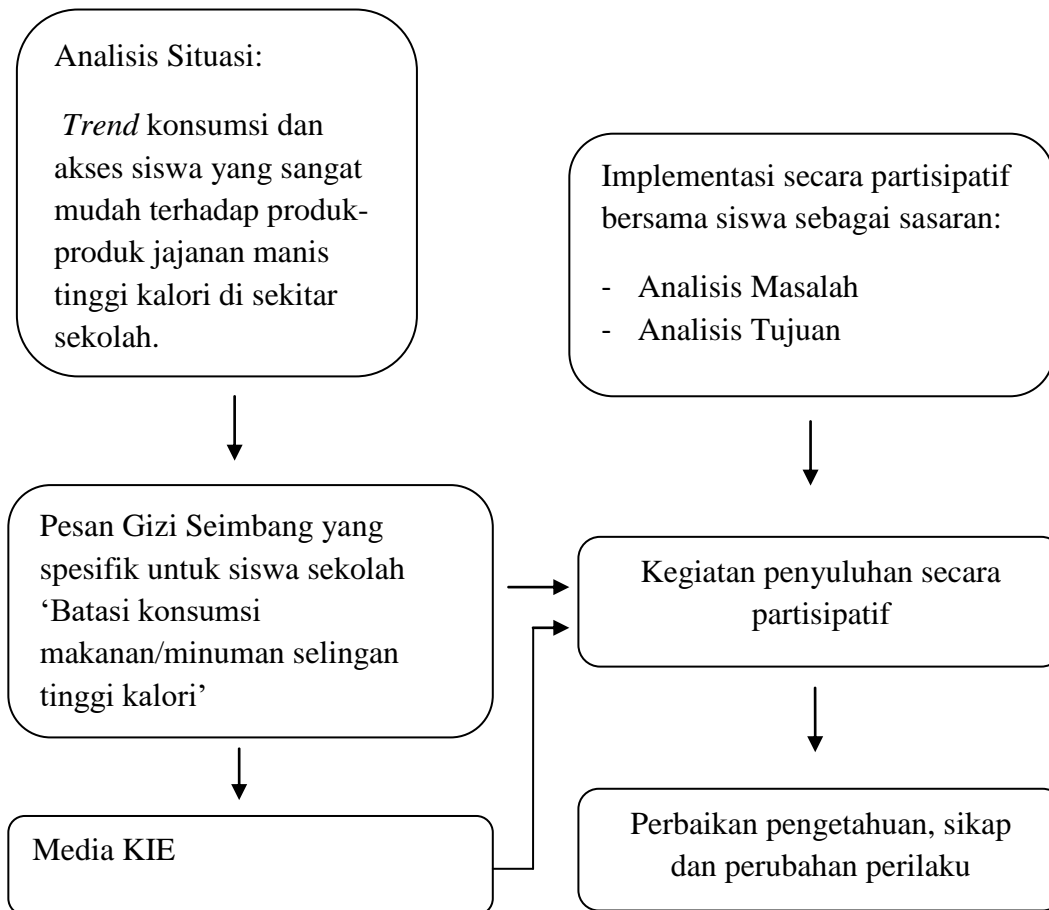 Analisis Situasi:
Trend konsumsi dan
akses siswa yang sangat
mudah terhadap produk-
produk jajanan manis
tinggi kalori di sekitar
sekolah.
Implementasi secara partisipatif
bersama siswa sebagai sasaran:
- Analisis Masalah
- Analisis Tujuan
Pesan Gizi Seimbang yang
spesifik untuk siswa sekolah
‘Batasi konsumsi
makanan/minuman selingan
tinggi kalori’
Kegiatan penyuluhan secara
partisipatif
Media KIE
Perbaikan pengetahuan, sikap
dan perubahan perilaku